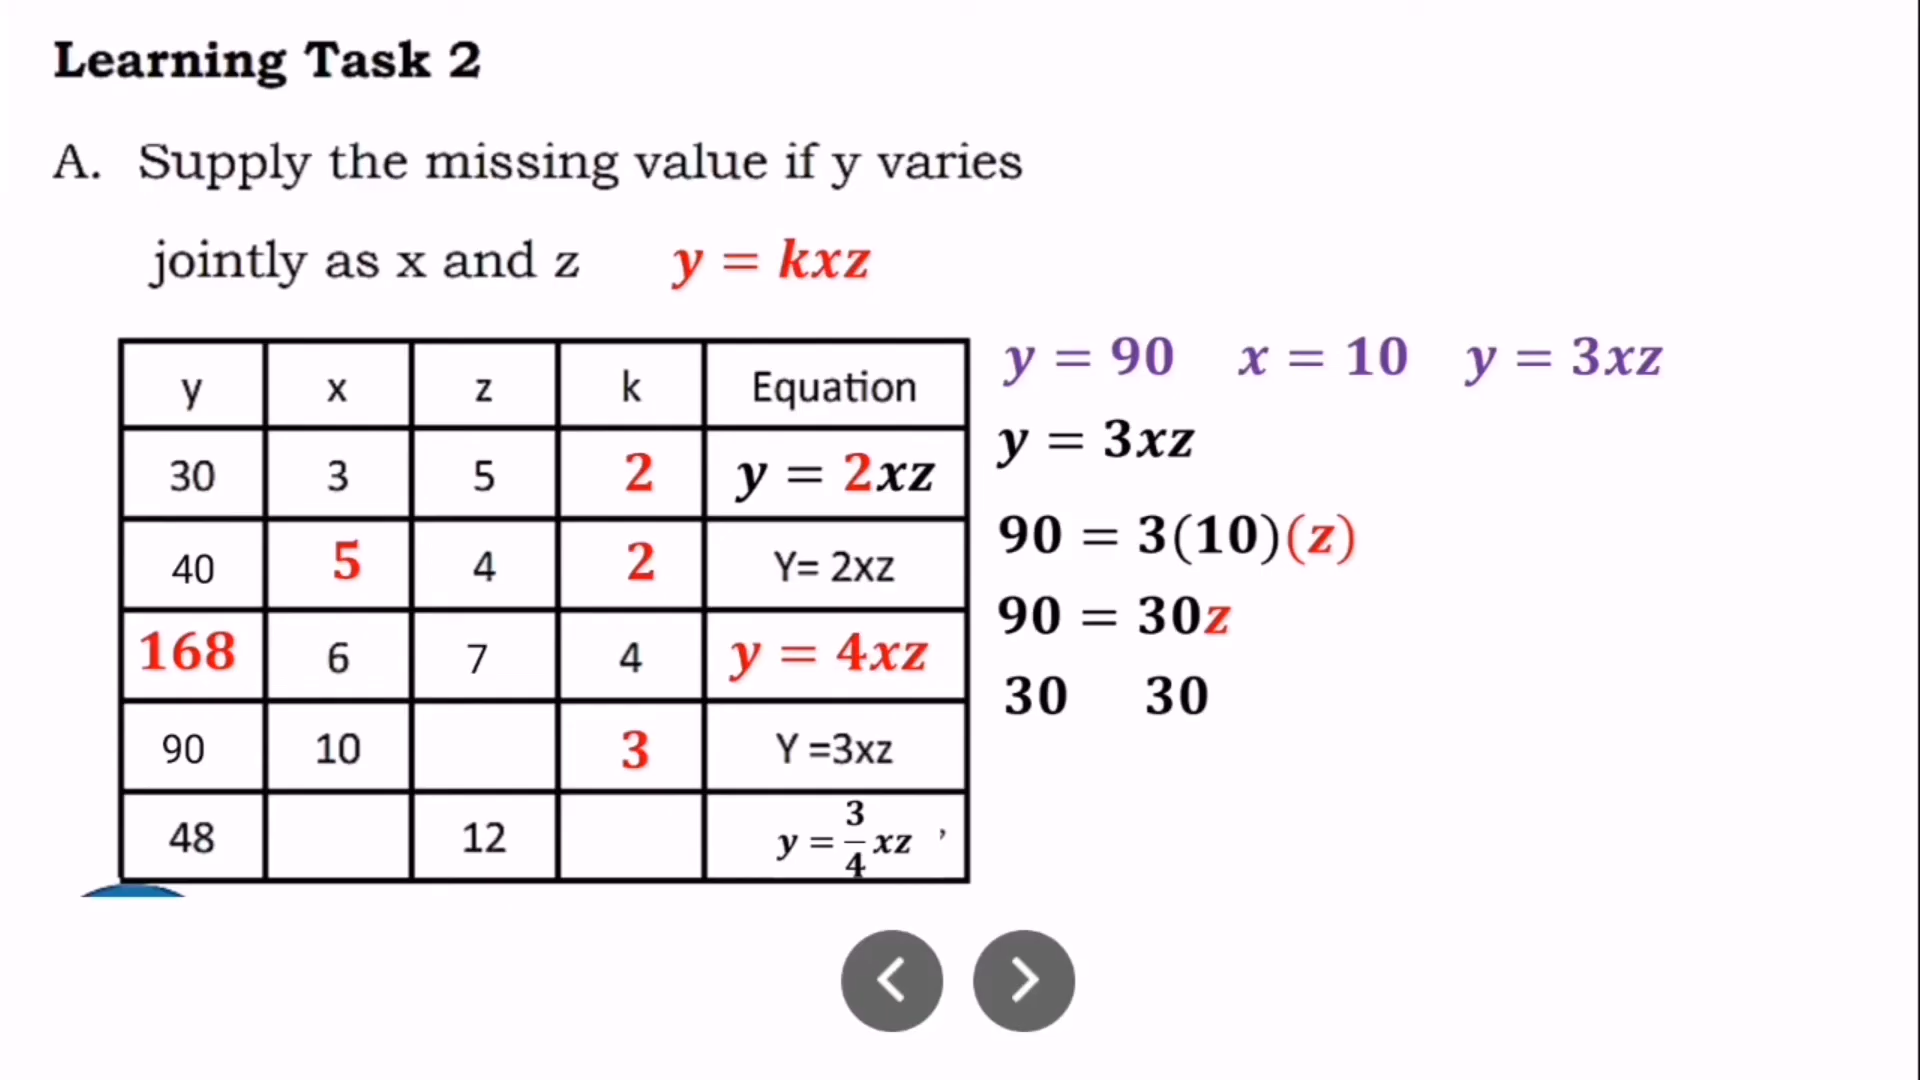 Learning Task 2
A. Supply the missing value if y varies
jointly as x and z y = kxz
y x z k Equation
30 3 5 2 y = 2xz
40 5 4 2 Y= 2xz
168 6 7 4 y = 4xz
90 10 3 Y =3xz
48 12 y = 3/4 xz ,
y = 90 x = 10 y = 3xz
y = 3xz
90 = 3(10)(z)
90 = 30z
30 30